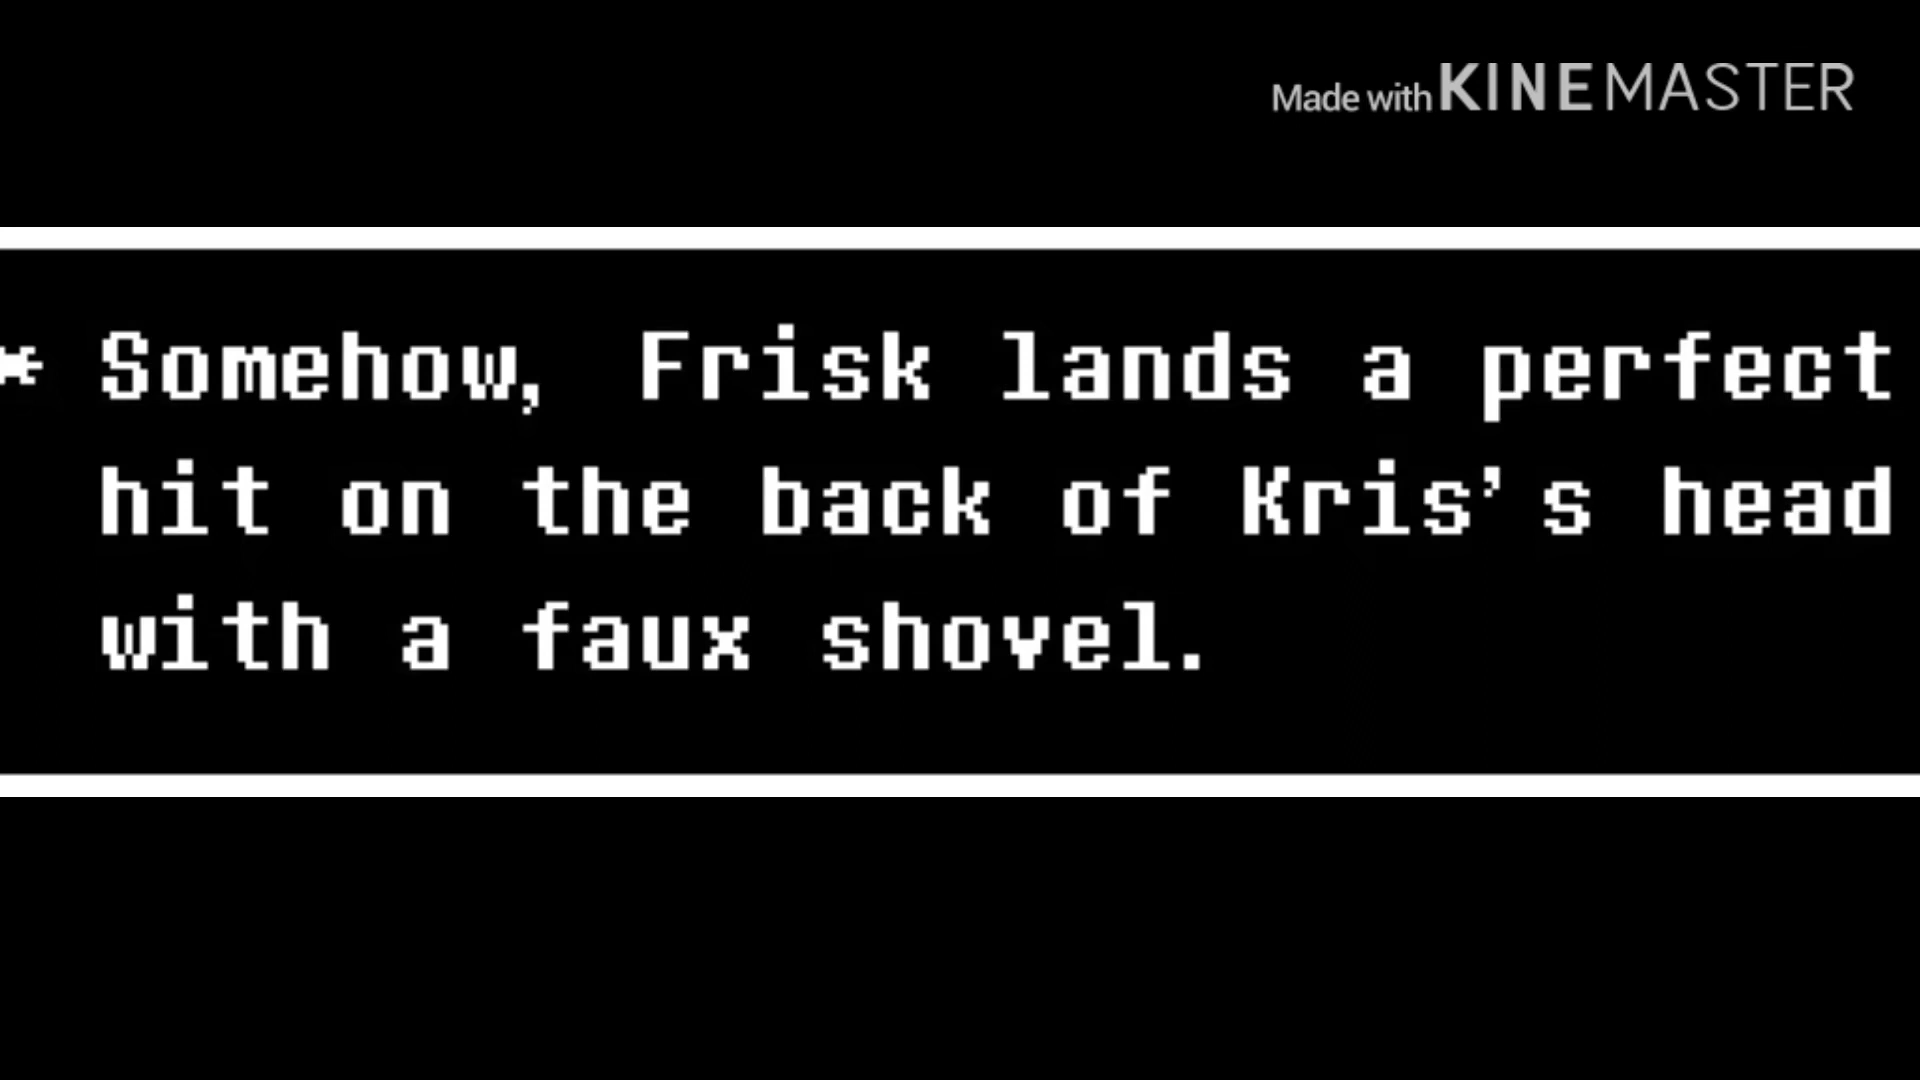 Made with KINEMASTER
* Somehow, Frisk lands a perfect
hit on the back of Kris's head
with a faux shovel.